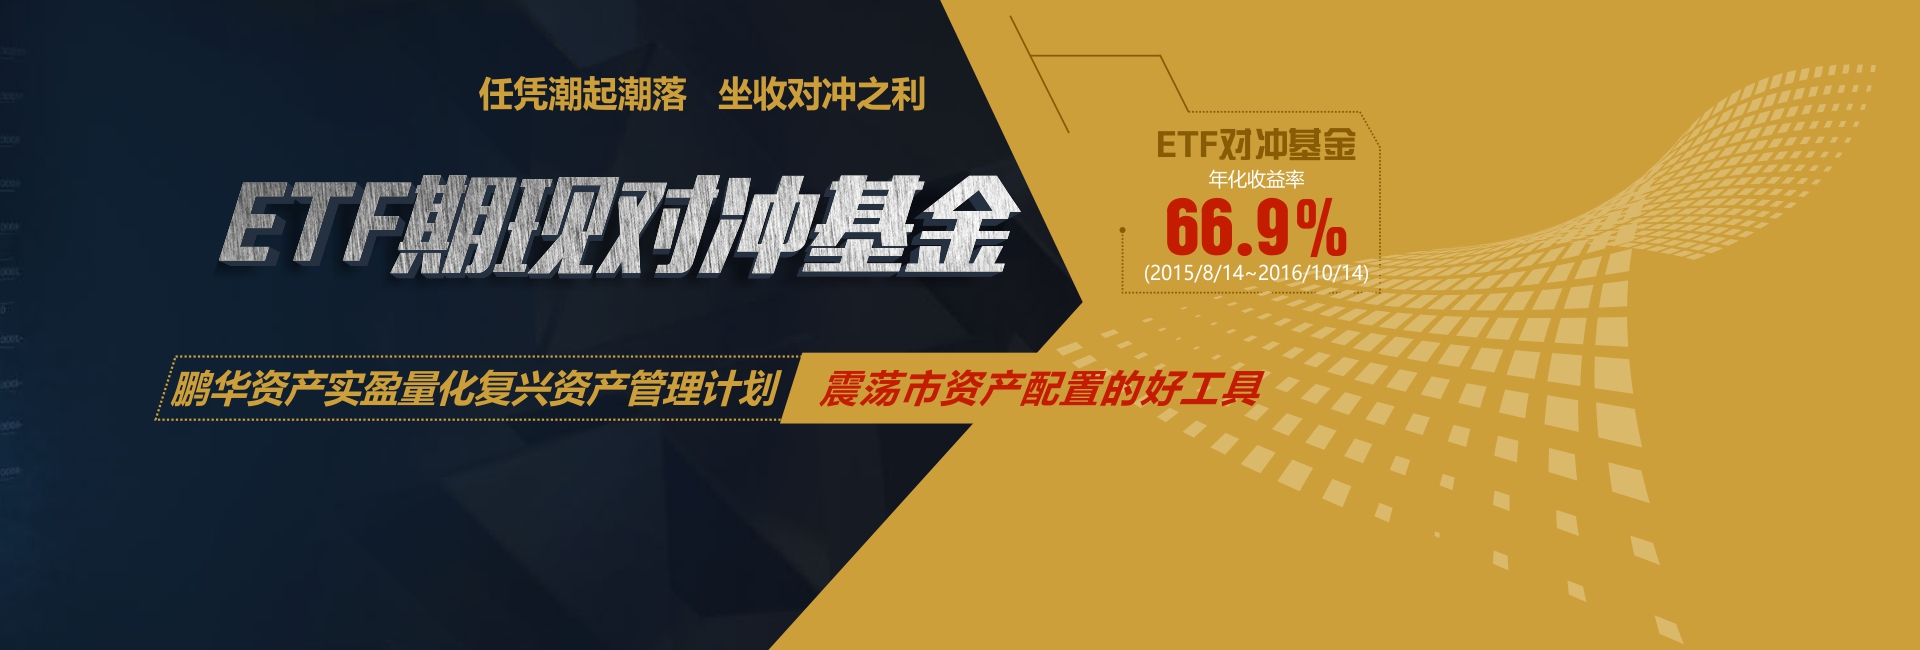 任凭潮起潮落 坐收对冲之利
ETF期现对冲基金
ETF对冲基金
年化收益率
66.9%
(2015/8/14~2016/10/14)
鹏华资产实盈量化复兴资产管理计划
震荡市资产配置的好工具